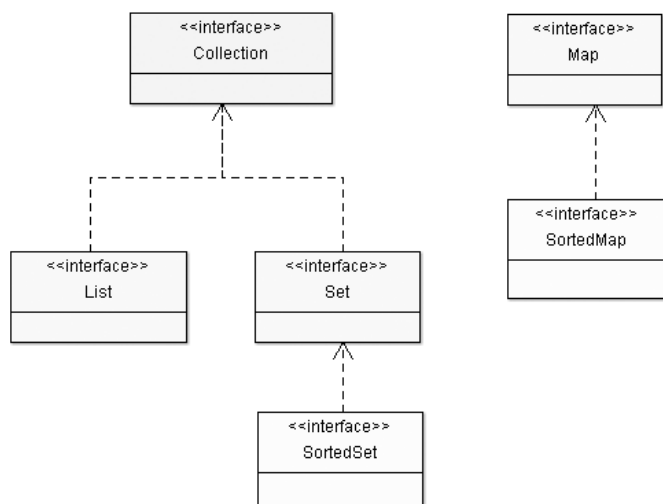 <<interface>>
Collection
<<interface>>
Map
<<interface>>
SortedMap
<<interface>>
List
<<interface>>
Set
<<interface>>
SortedSet